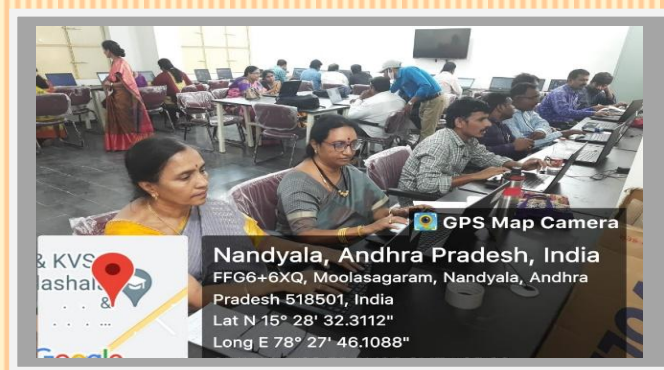 GPS Map Camera
& KVS
&
Nandyala, Andhra Pradesh, India
FFG6+6XQ, Moolasagaram, Nandyala, Andhra
Pradesh 518501, India
Lat N 15° 28' 32.3112"
Long E 78° 27' 46.1088"